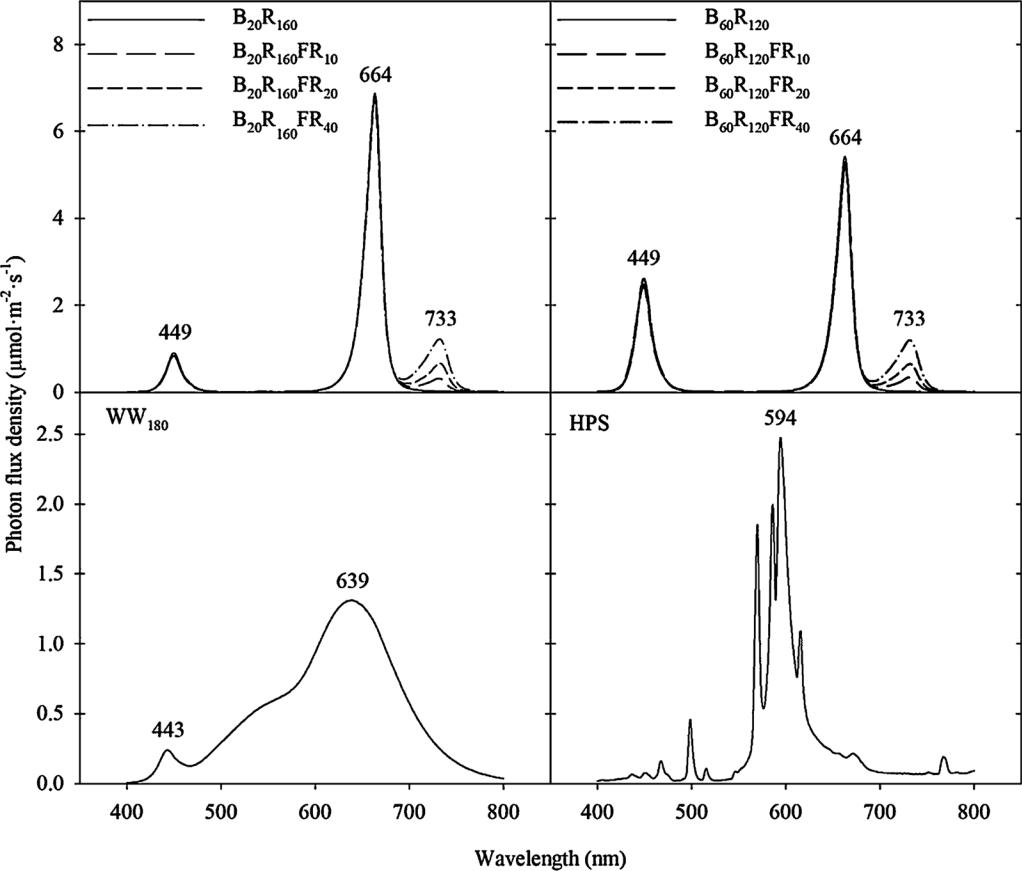 B20R160
B20R160FR10
B20R160FR20
B20R160FR40
B60R120
B60R120FR10
B60R120FR20
B60R120FR40
8
6
4
2
0
449
664
733
449
664
733
Photon flux density (μmol·m-2·s-1)
WW180
HPS
2.5
2.0
1.5
1.0
0.5
0.0
443
639
594
400 500 600 700 800 400 500 600 700 800
Wavelength (nm)